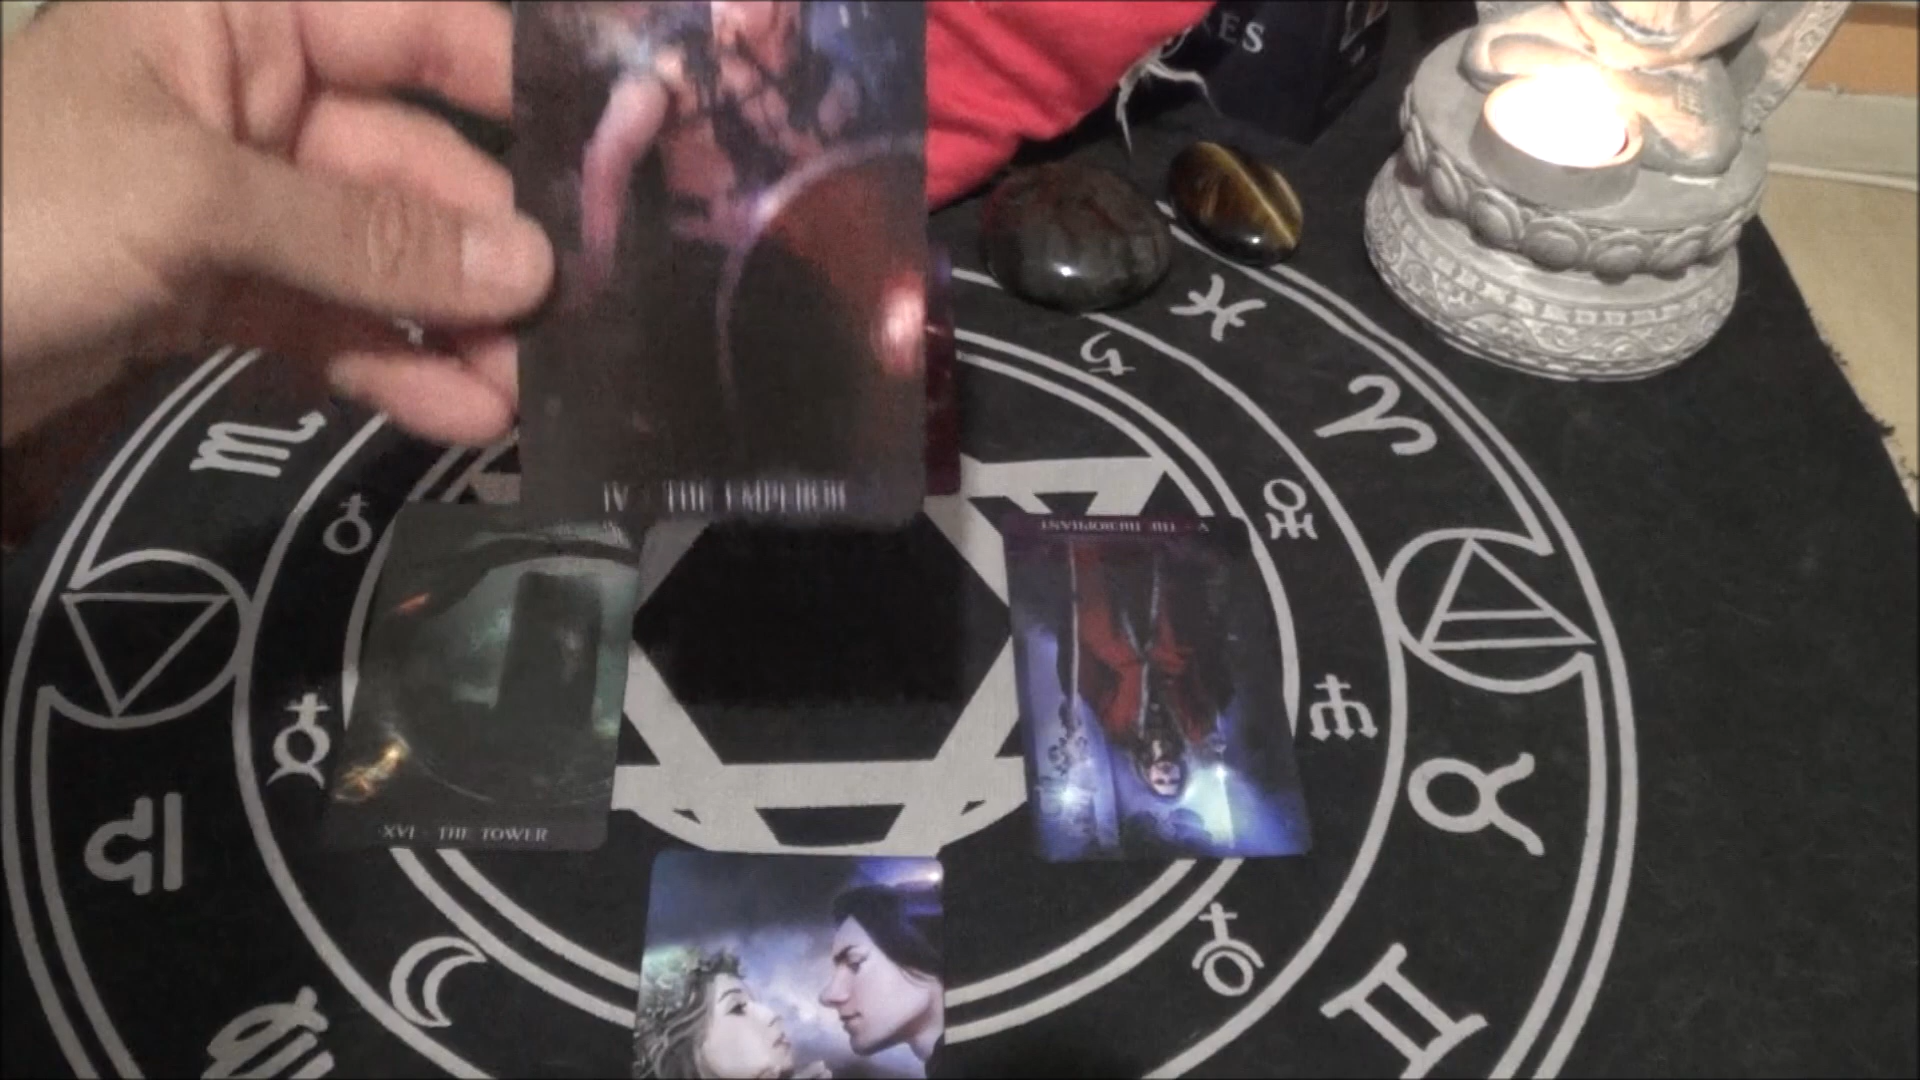 IV · THE EMPEROR
V · THE HIEROPHANT
XVI · THE TOWER